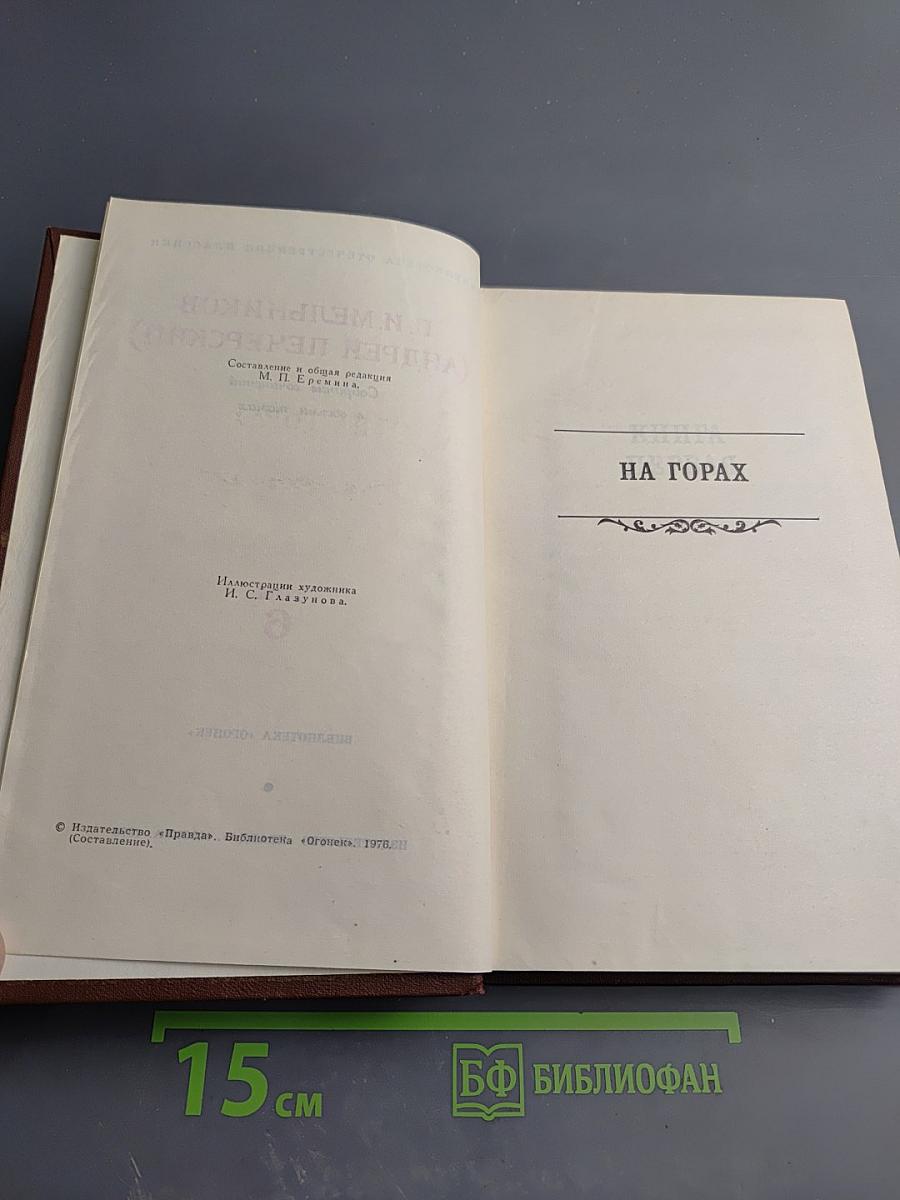 Составление и общая редакция
М. П. Еремина.
Иллюстрации художника
И. С. Глазунова.
© Издательство «Правда». Библиотека «Огонек». 1976.
(Составление).
НА ГОРАХ
15 см
БФ БИБЛИОФАН